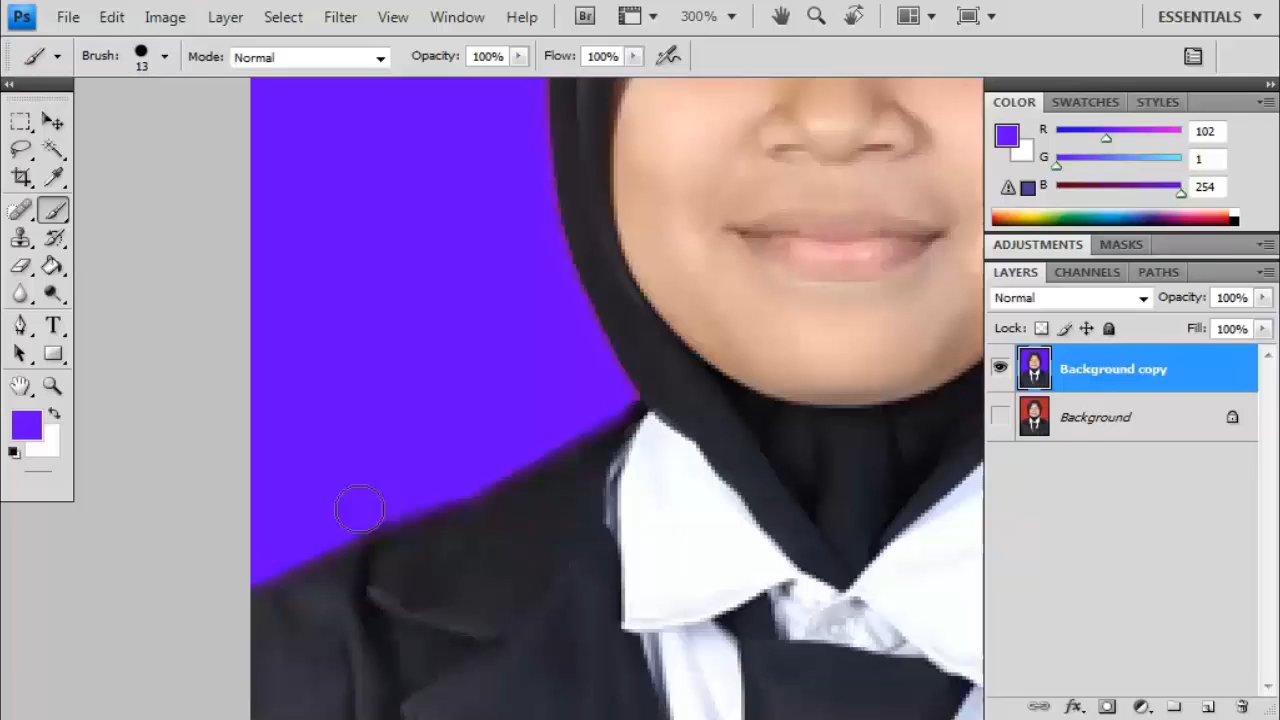 Ps File Edit Image Layer Select Filter View Window Help Br 300% ESSENTIALS
Brush: 13 Mode: Normal Opacity: 100% Flow: 100%
COLOR SWATCHES STYLES
R 102
G 1
B 254
ADJUSTMENTS MASKS
LAYERS CHANNELS PATHS
Normal Opacity: 100%
Lock: Fill: 100%
Background copy
Background
T
fx